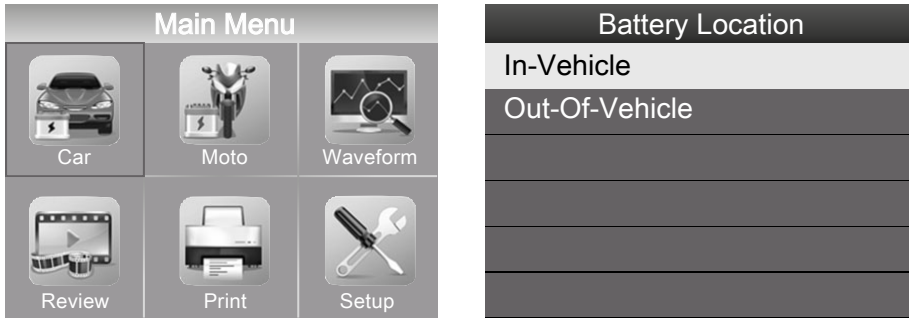 Main Menu
Car
Moto
Waveform
Review
Print
Setup
Battery Location
In-Vehicle
Out-Of-Vehicle